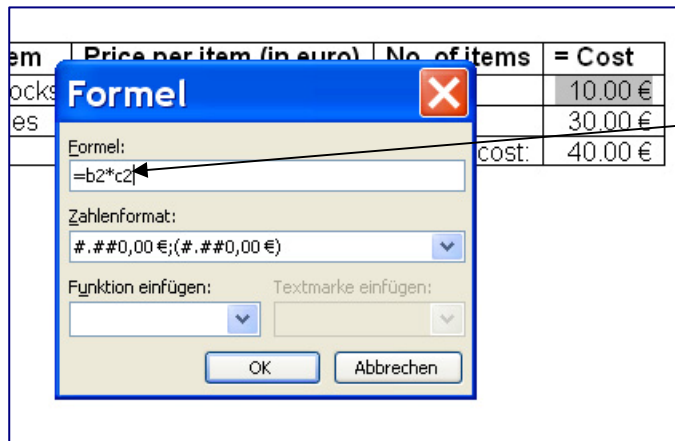 em Price per item (in euro) No. of items = Cost
ocks 10.00 €
es 30.00 €
cost: 40.00 €
Formel
Formel:
=b2*c2
Zahlenformat:
#.##0,00 €;(#.##0,00 €)
Funktion einfügen: Textmarke einfügen:
OK Abbrechen